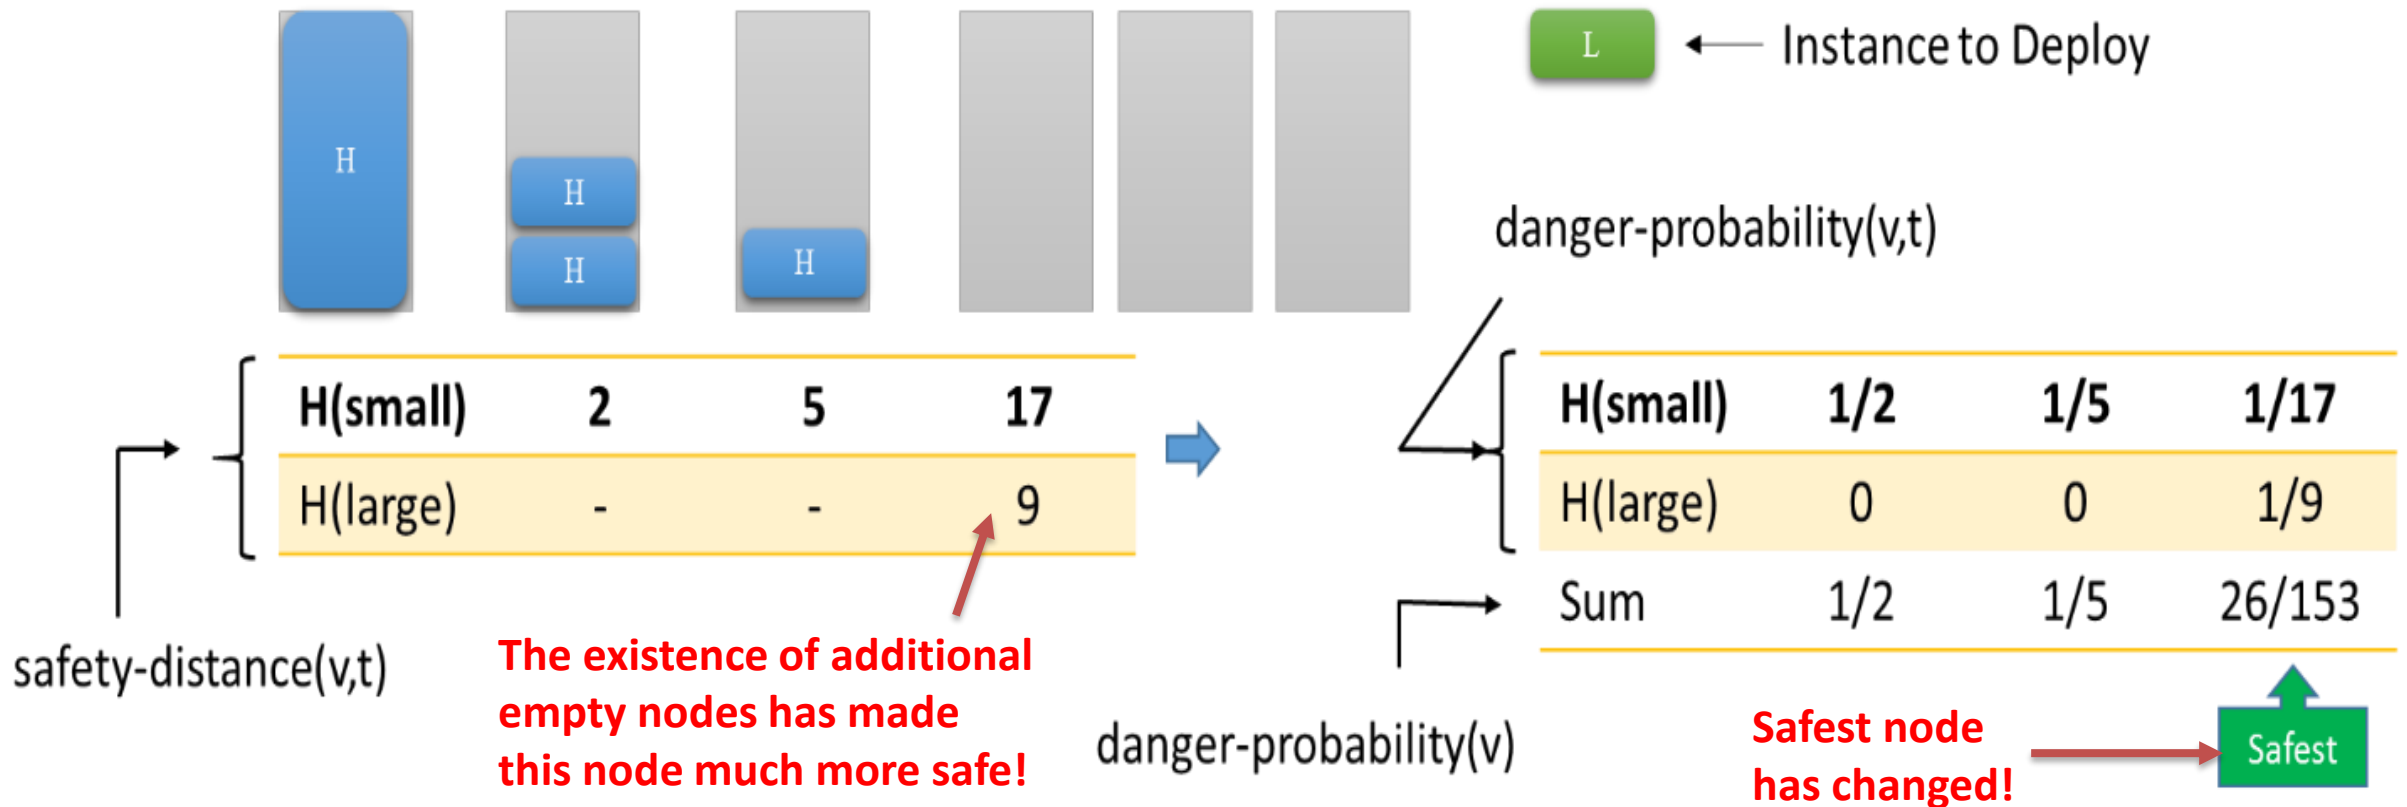 H
H
H
H
L
Instance to Deploy
danger-probability(v,t)
H(small) 2 5 17
H(large) - - 9
safety-distance(v,t)
The existence of additional
empty nodes has made
this node much more safe!
H(small) 1/2 1/5 1/17
H(large) 0 0 1/9
Sum 1/2 1/5 26/153
danger-probability(v)
Safest node
has changed!
Safest